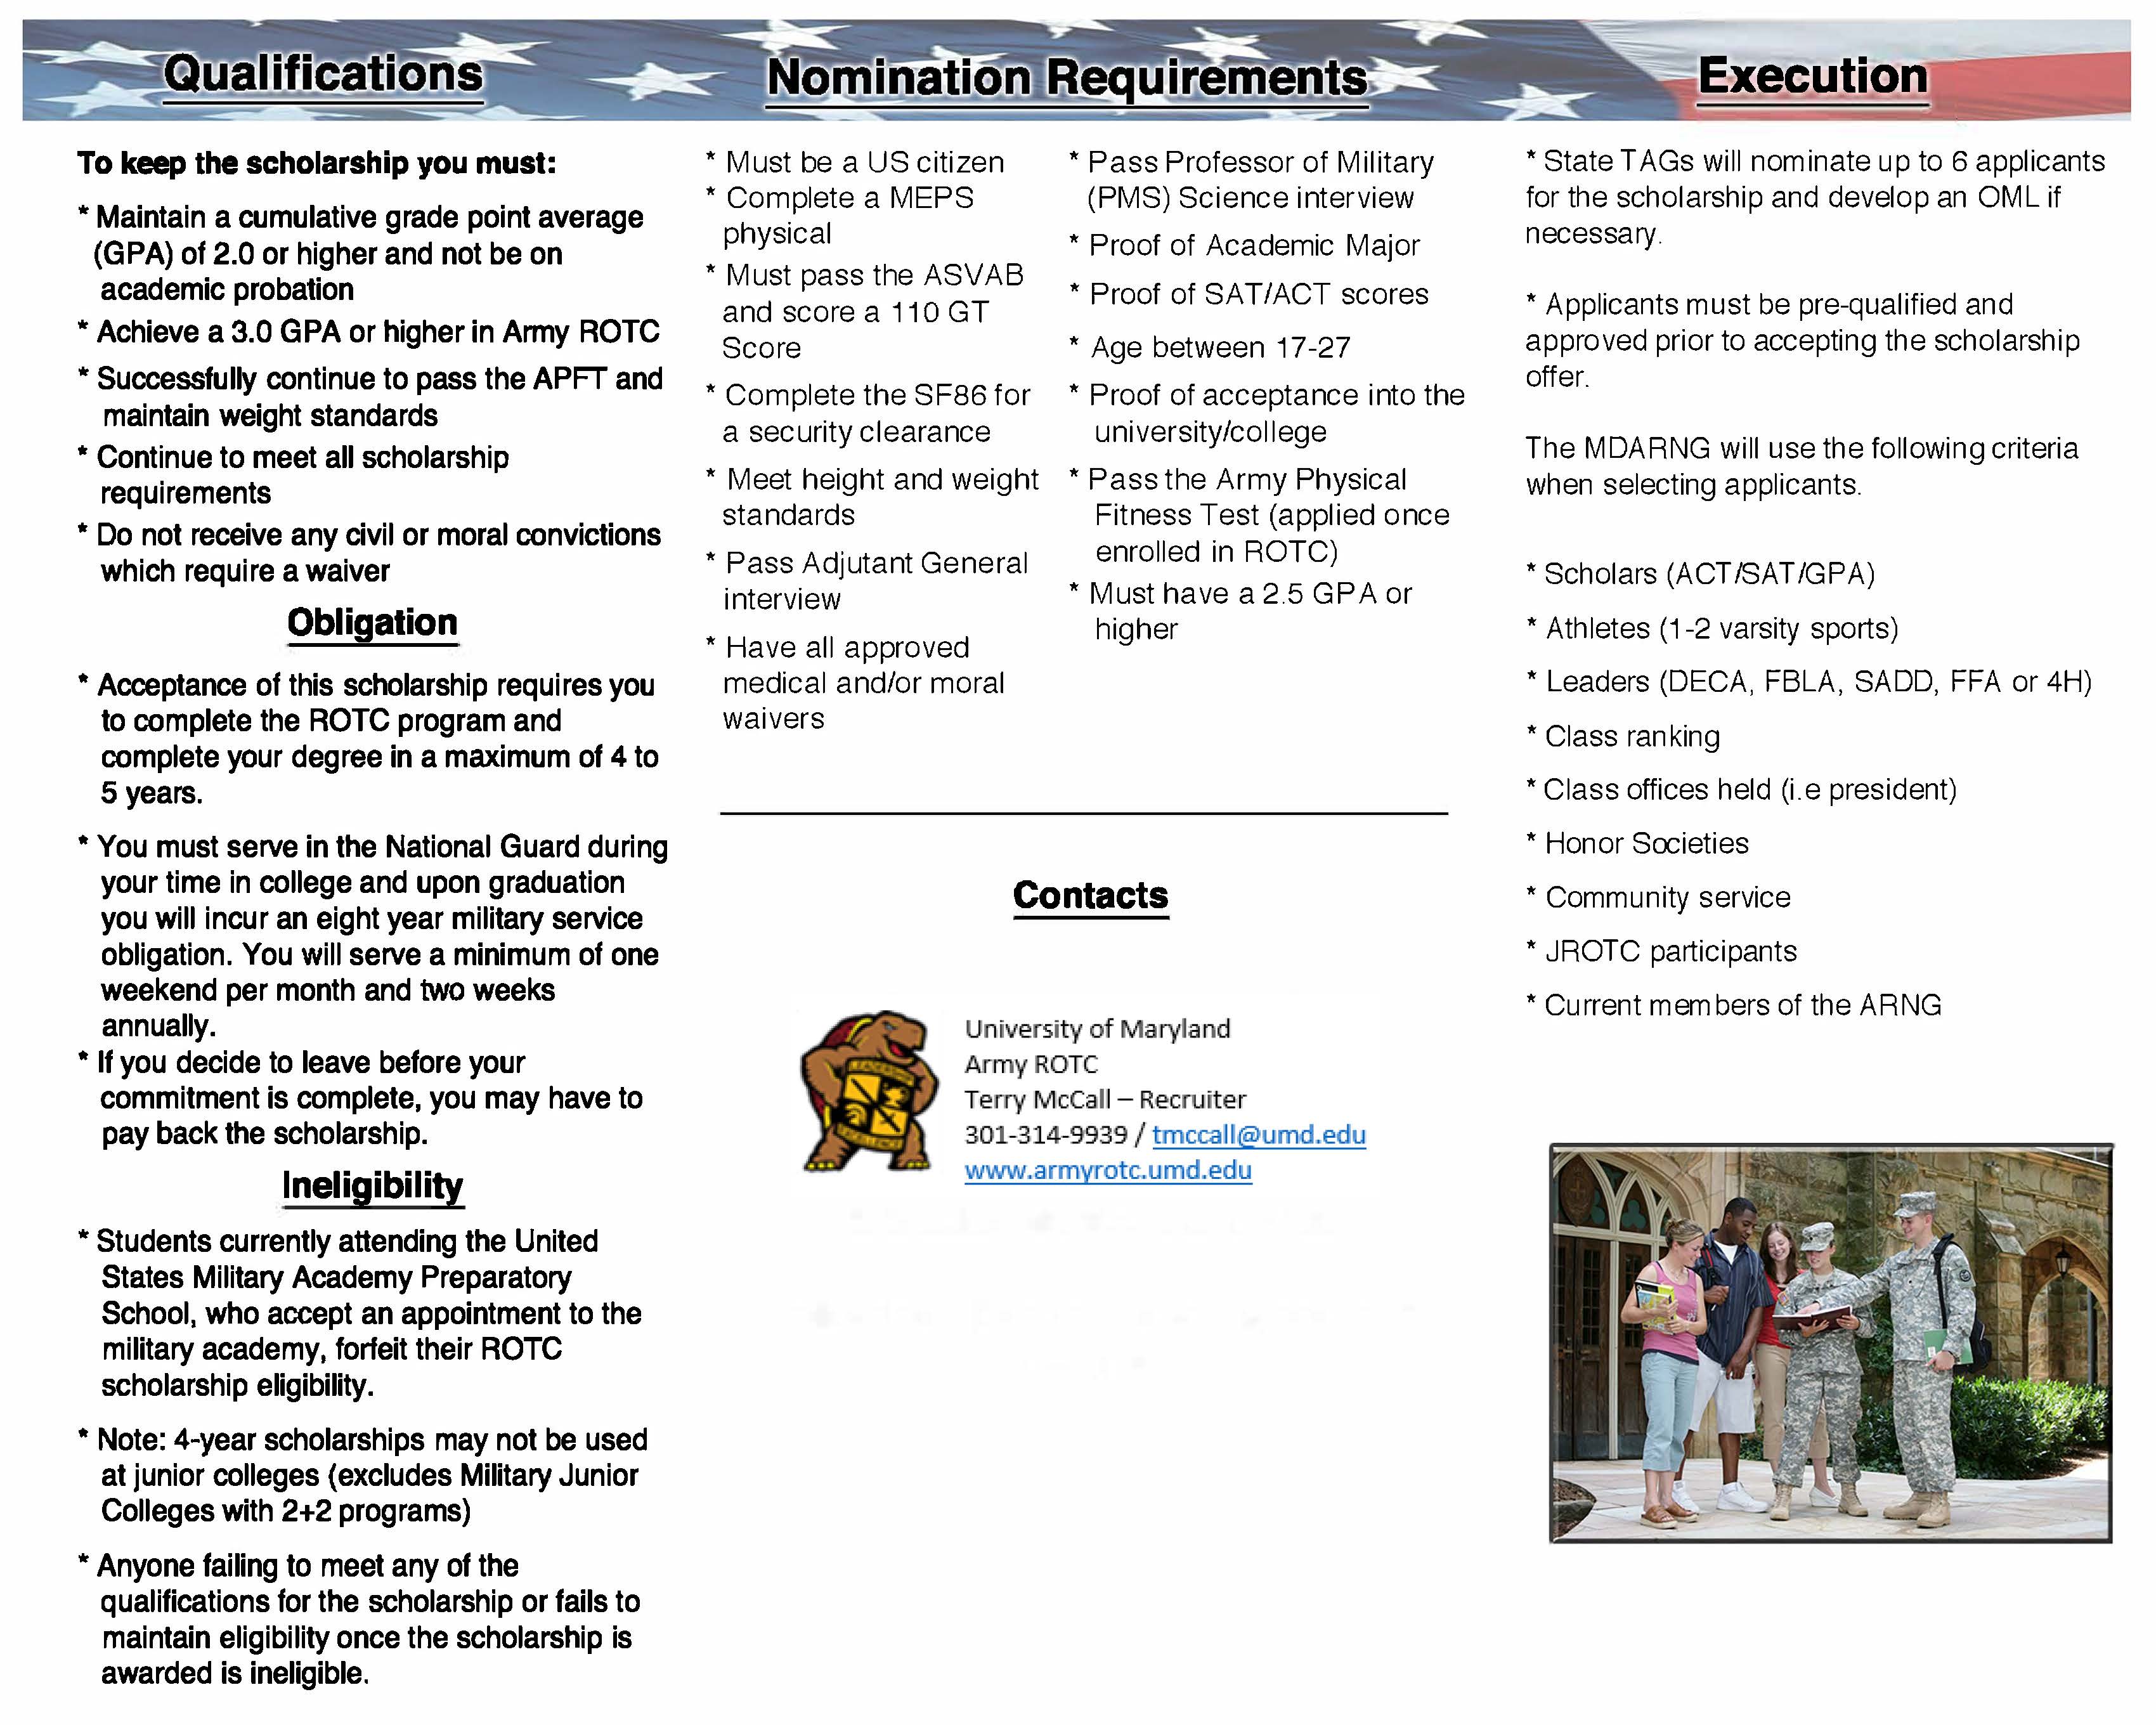 Qualifications
To keep the scholarship you must:
* Maintain a cumulative grade point average
(GPA) of 2.0 or higher and not be on
academic probation
* Achieve a 3.0 GPA or higher in Army ROTC
* Successfully continue to pass the APFT and
maintain weight standards
* Continue to meet all scholarship
requirements
* Do not receive any civil or moral convictions
which require a waiver
Obligation
* Acceptance of this scholarship requires you
to complete the ROTC program and
complete your degree in a maximum of 4 to
5 years.
* You must serve in the National Guard during
your time in college and upon graduation
you will incur an eight year military service
obligation. You will serve a minimum of one
weekend per month and two weeks
annually.
* If you decide to leave before your
commitment is complete, you may have to
pay back the scholarship.
Ineligibility
* Students currently attending the United
States Military Academy Preparatory
School, who accept an appointment to the
military academy, forfeit their ROTC
scholarship eligibility.
* Note: 4-year scholarships may not be used
at junior colleges (excludes Military Junior
Colleges with 2+2 programs)
* Anyone failing to meet any of the
qualifications for the scholarship or fails to
maintain eligibility once the scholarship is
awarded is ineligible.
Nomination Requirements
* Must be a US citizen
* Complete a MEPS
physical
* Must pass the ASVAB
and score a 110 GT
Score
* Complete the SF86 for
a security clearance
* Meet height and weight
standards
* Pass Adjutant General
interview
* Have all approved
medical and/or moral
waivers
* Pass Professor of Military
(PMS) Science interview
* Proof of Academic Major
* Proof of SAT/ACT scores
* Age between 17-27
* Proof of acceptance into the
university/college
* Pass the Army Physical
Fitness Test (applied once
enrolled in ROTC)
* Must have a 2.5 GPA or
higher
Contacts
LEADERSHIP
EXCELLENCE
University of Maryland
Army ROTC
Terry McCall – Recruiter
301-314-9939 / tmccall@umd.edu
www.armyrotc.umd.edu
Execution
* State TAGs will nominate up to 6 applicants
for the scholarship and develop an OML if
necessary.
* Applicants must be pre-qualified and
approved prior to accepting the scholarship
offer.
The MDARNG will use the following criteria
when selecting applicants.
* Scholars (ACT/SAT/GPA)
* Athletes (1-2 varsity sports)
* Leaders (DECA, FBLA, SADD, FFA or 4H)
* Class ranking
* Class offices held (i.e president)
* Honor Societies
* Community service
* JROTC participants
* Current members of the ARNG